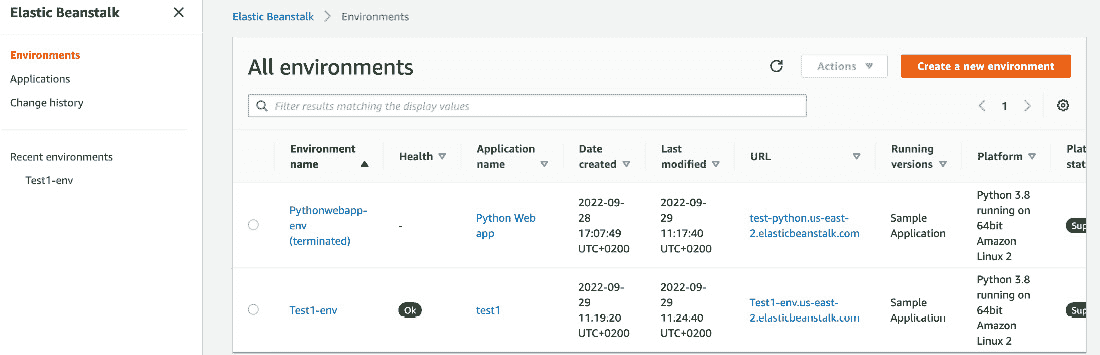 Elastic Beanstalk
Environments
Applications
Change history
Recent environments
Test1-env
Elastic Beanstalk > Environments
All environments
Actions
Create a new environment
Filter results matching the display values
1
Environment
name
Health
Application
name
Date
created
Last
modified
URL
Running
versions
Platform
Plat
stat
Pythonwebapp-
env
(terminated)
-
Python Web
app
2022-09-
28
17:07:49
UTC+0200
2022-09-
29
11:17:40
UTC+0200
test-python.us-east-
2.elasticbeanstalk.com
Sample
Application
Python 3.8
running on
64bit
Amazon
Linux 2
Sup
Test1-env
Ok
test1
2022-09-
29
11.19:20
UTC+0200
2022-09-
29
11:24:40
UTC+0200
Test1-env.us-east-
2.elasticbeanstalk.com
Sample
Application
Python 3.8
running on
64bit
Amazon
Linux 2
Sup